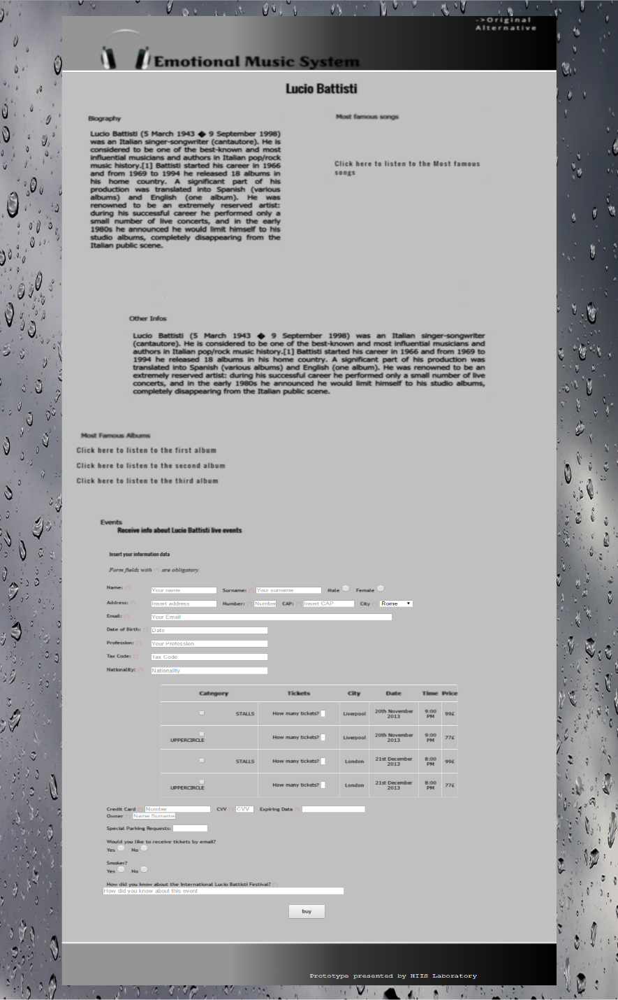 ->Original
Alternative
Emotional Music System
Lucio Battisti
Biography
Lucio Battisti (5 March 1943 � 9 September 1998)
was an Italian singer-songwriter (cantautore). He is
considered to be one of the best-known and most
influential musicians and authors in Italian pop/rock
music history.[1] Battisti started his career in 1966
and from 1969 to 1994 he released 18 albums in
his home country. A significant part of his
production was translated into Spanish (various
albums) and English (one album). He was
renowned to be an extremely reserved artist:
during his successful career he performed only a
small number of live concerts, and in the early
1980s he announced he would limit himself to his
studio albums, completely disappearing from the
Italian public scene.
Most famous songs
Click here to listen to the Most famous
songs
Other Infos
Lucio Battisti (5 March 1943 � 9 September 1998) was an Italian singer-songwriter
(cantautore). He is considered to be one of the best-known and most influential musicians and
authors in Italian pop/rock music history.[1] Battisti started his career in 1966 and from 1969 to
1994 he released 18 albums in his home country. A significant part of his production was
translated into Spanish (various albums) and English (one album). He was renowned to be an
extremely reserved artist: during his successful career he performed only a small number of live
concerts, and in the early 1980s he announced he would limit himself to his studio albums,
completely disappearing from the Italian public scene.
Most Famous Albums
Click here to listen to the first album
Click here to listen to the second album
Click here to listen to the third album
Events
Receive info about Lucio Battisti live events
Insert your information data
Form fields with (*) are obligatory
Name: (*) Your name Surname: (*) Your surname Male Female
Address: (*) Insert address Number: (*) Number CAP: (*) Insert CAP City (*) Rome
Email: (*) Your Email
Date of Birth: (*) Date
Profession: (*) Your Profession
Tax Code: (*) Tax Code
Nationality: (*) Nationality
Category Tickets City Date Time Price
STALLS How many tickets? Liverpool 20th November 2013 9:00 PM 99£
UPPERCIRCLE How many tickets? Liverpool 20th November 2013 9:00 PM 77£
STALLS How many tickets? London 21st December 2013 8:00 PM 99£
UPPERCIRCLE How many tickets? London 21st December 2013 8:00 PM 77£
Credit Card (*) Number CVV (*) CVV Expiring Data (*)
Owner (*) Name Surname
Special Parking Requests:
Would you like to receive tickets by email?
Yes No
Smoker?
Yes No
How did you know about the International Lucio Battisti Festival? (*)
How did you know about this event
buy
Prototype presented by HIIS Laboratory